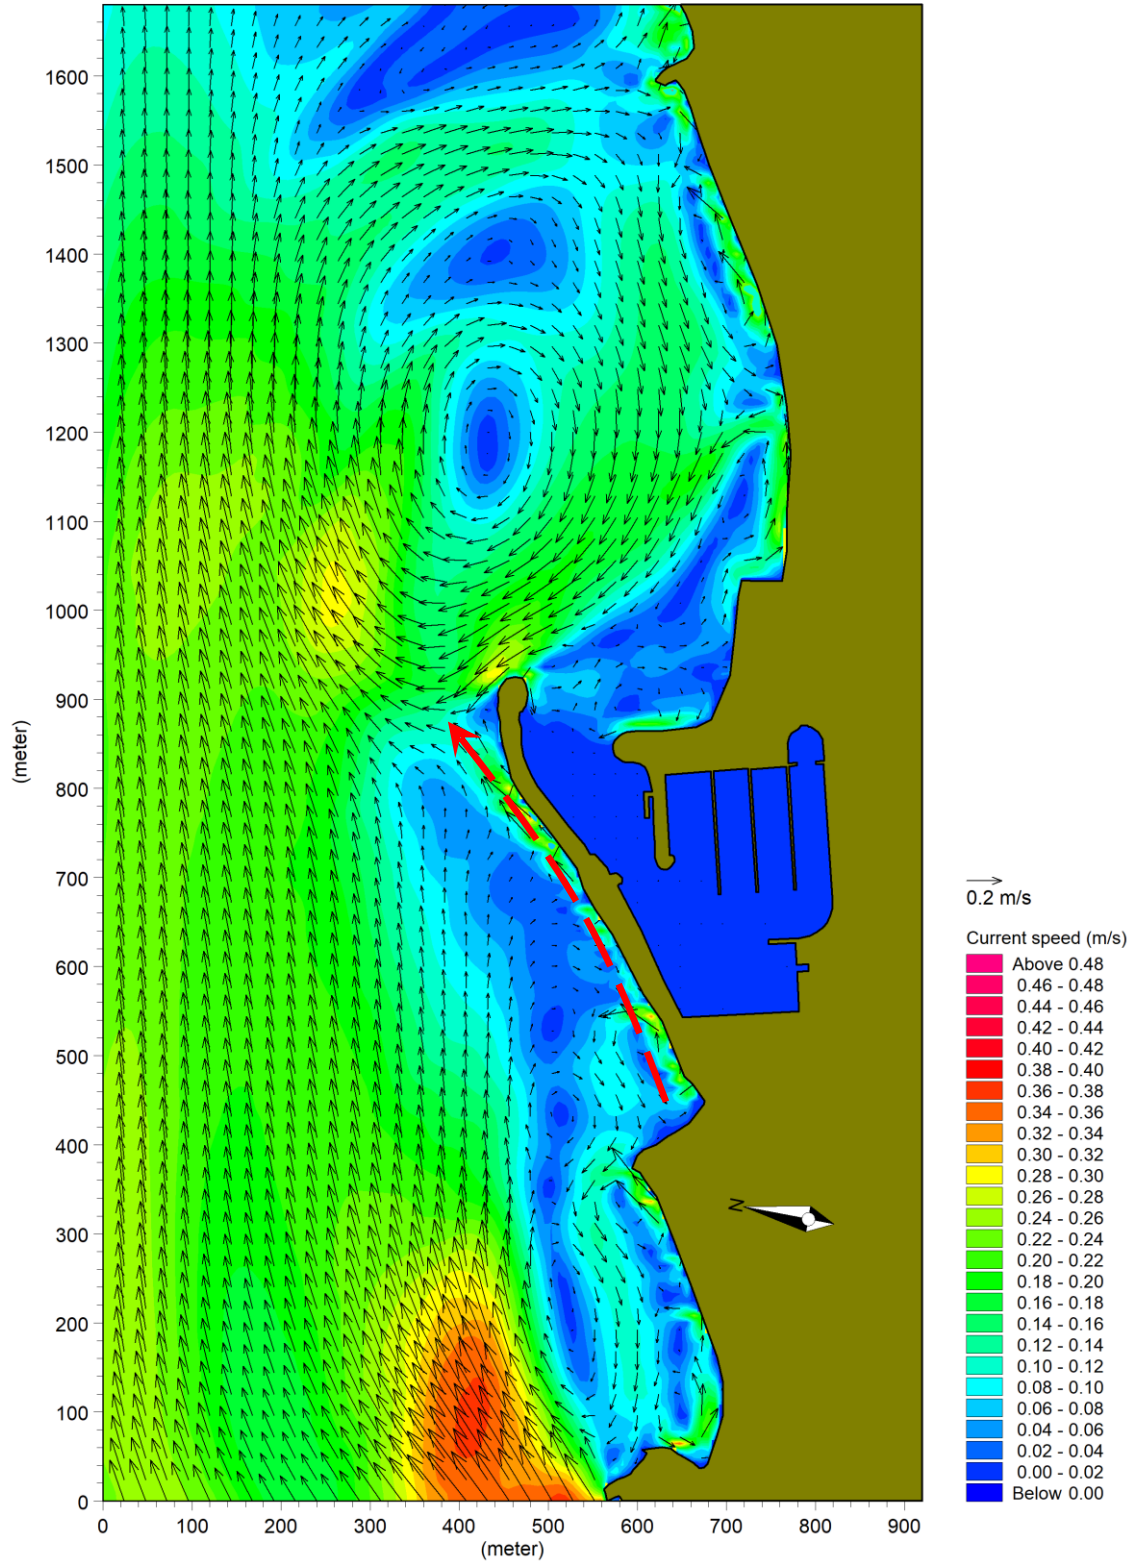 1600
1500
1400
1300
1200
1100
1000
900
800
700
600
500
400
300
200
100
0
(meter)
0 100 200 300 400 500 600 700 800 900
(meter)
N
0.2 m/s
Current speed (m/s)
Above 0.48
0.46 - 0.48
0.44 - 0.46
0.42 - 0.44
0.40 - 0.42
0.38 - 0.40
0.36 - 0.38
0.34 - 0.36
0.32 - 0.34
0.30 - 0.32
0.28 - 0.30
0.26 - 0.28
0.24 - 0.26
0.22 - 0.24
0.20 - 0.22
0.18 - 0.20
0.16 - 0.18
0.14 - 0.16
0.12 - 0.14
0.10 - 0.12
0.08 - 0.10
0.06 - 0.08
0.04 - 0.06
0.02 - 0.04
0.00 - 0.02
Below 0.00